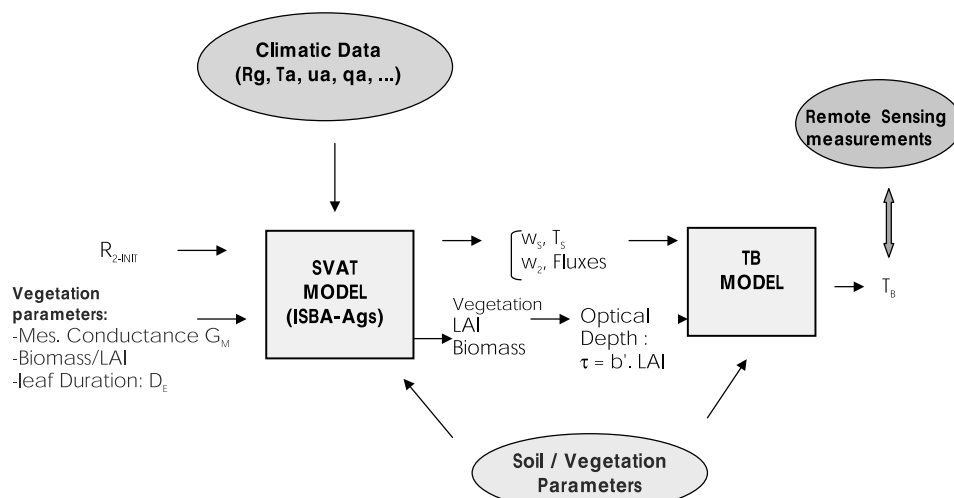 Climatic Data
(Rg, Ta, ua, qa, ...)
Remote Sensing
measurements
R2-INIT
Vegetation
parameters:
-Mes. Conductance GM
-Biomass/LAI
-leaf Duration: DE
SVAT
MODEL
(ISBA-Ags)
ws, Ts
w2, Fluxes
Vegetation
LAI
Biomass
Optical
Depth :
τ = b'. LAI
TB
MODEL
TB
Soil / Vegetation
Parameters